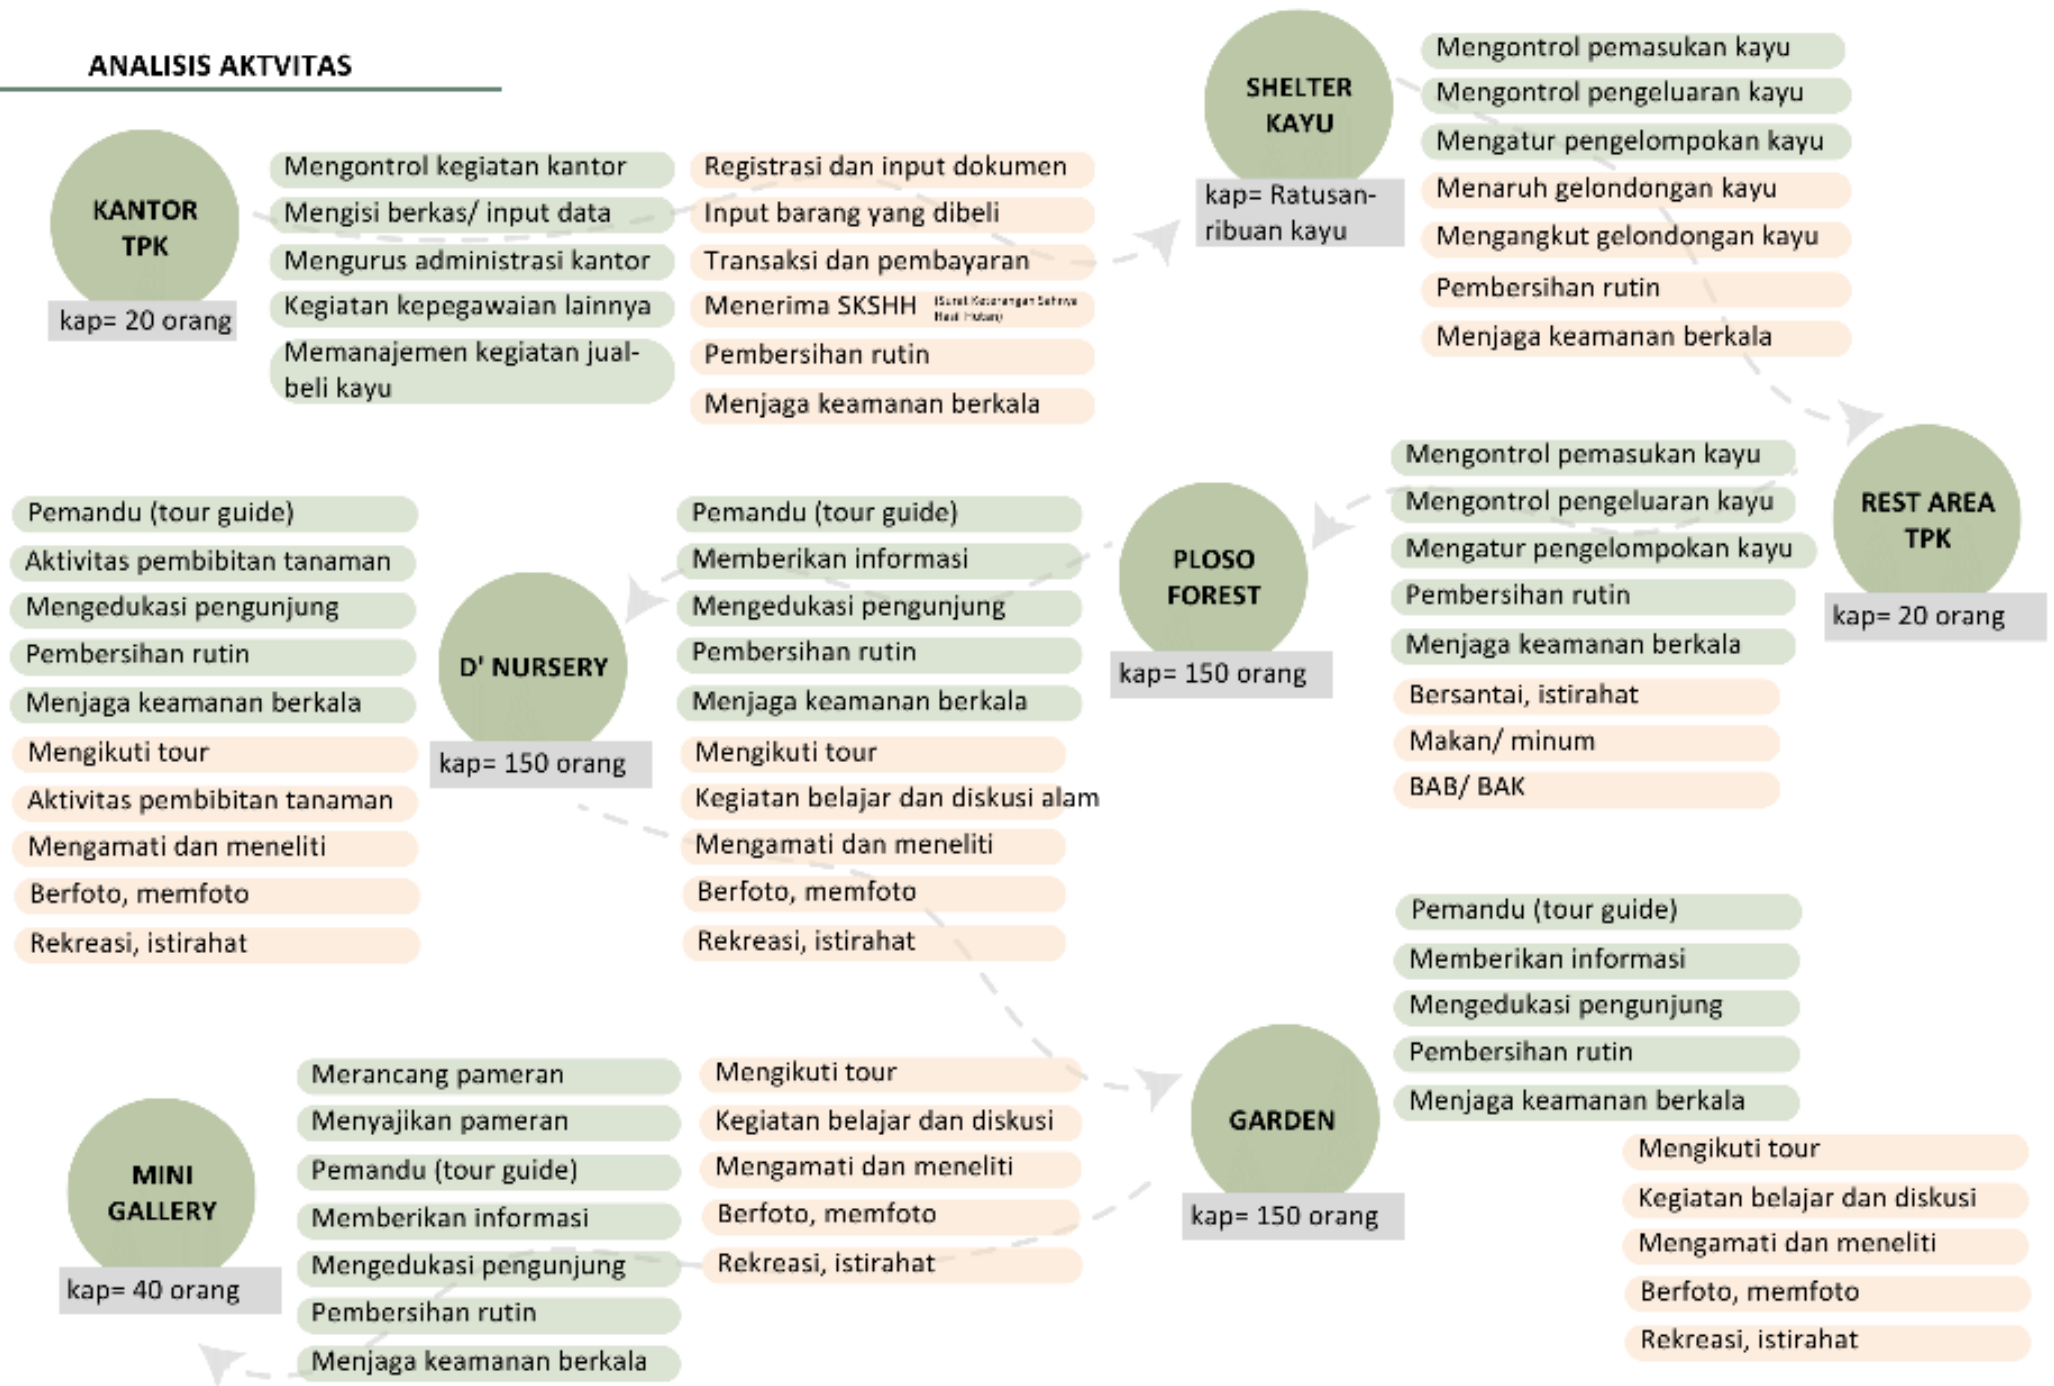 ANALISIS AKTVITAS
KANTOR
TPK
kap= 20 orang
Mengontrol kegiatan kantor
Mengisi berkas/ input data
Mengurus administrasi kantor
Kegiatan kepegawaian lainnya
Memanajemen kegiatan jual-
beli kayu
Registrasi dan input dokumen
Input barang yang dibeli
Transaksi dan pembayaran
Menerima SKSHH (Surat Keterangan Sahnya
Hasil Hutan)
Pembersihan rutin
Menjaga keamanan berkala
SHELTER
KAYU
kap= Ratusan-
ribuan kayu
Mengontrol pemasukan kayu
Mengontrol pengeluaran kayu
Mengatur pengelompokan kayu
Menaruh gelondongan kayu
Mengangkut gelondongan kayu
Pembersihan rutin
Menjaga keamanan berkala
REST AREA
TPK
kap= 20 orang
Mengontrol pemasukan kayu
Mengontrol pengeluaran kayu
Mengatur pengelompokan kayu
Pembersihan rutin
Menjaga keamanan berkala
Bersantai, istirahat
Makan/ minum
BAB/ BAK
PLOSO
FOREST
kap= 150 orang
Pemandu (tour guide)
Memberikan informasi
Mengedukasi pengunjung
Pembersihan rutin
Menjaga keamanan berkala
Mengikuti tour
Kegiatan belajar dan diskusi alam
Mengamati dan meneliti
Berfoto, memfoto
Rekreasi, istirahat
D' NURSERY
kap= 150 orang
Pemandu (tour guide)
Aktivitas pembibitan tanaman
Mengedukasi pengunjung
Pembersihan rutin
Menjaga keamanan berkala
Mengikuti tour
Aktivitas pembibitan tanaman
Mengamati dan meneliti
Berfoto, memfoto
Rekreasi, istirahat
GARDEN
kap= 150 orang
Pemandu (tour guide)
Memberikan informasi
Mengedukasi pengunjung
Pembersihan rutin
Menjaga keamanan berkala
Mengikuti tour
Kegiatan belajar dan diskusi
Mengamati dan meneliti
Berfoto, memfoto
Rekreasi, istirahat
MINI
GALLERY
kap= 40 orang
Merancang pameran
Menyajikan pameran
Pemandu (tour guide)
Memberikan informasi
Mengedukasi pengunjung
Pembersihan rutin
Menjaga keamanan berkala
Mengikuti tour
Kegiatan belajar dan diskusi
Mengamati dan meneliti
Berfoto, memfoto
Rekreasi, istirahat